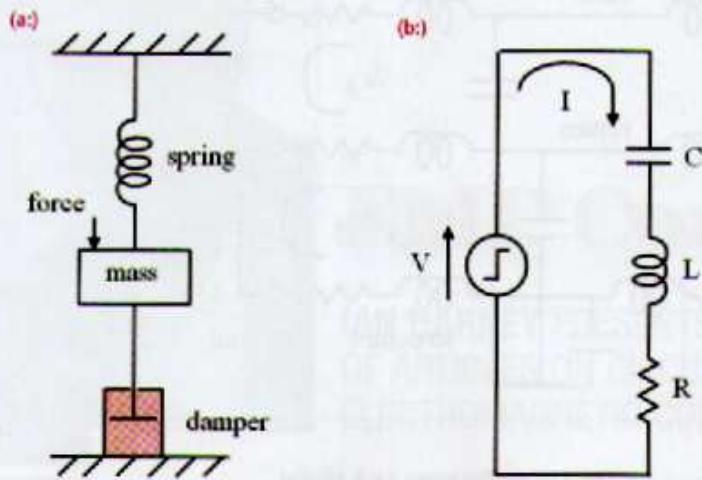 (a:)
spring
force
mass
damper
(b:)
I
C
V
L
R